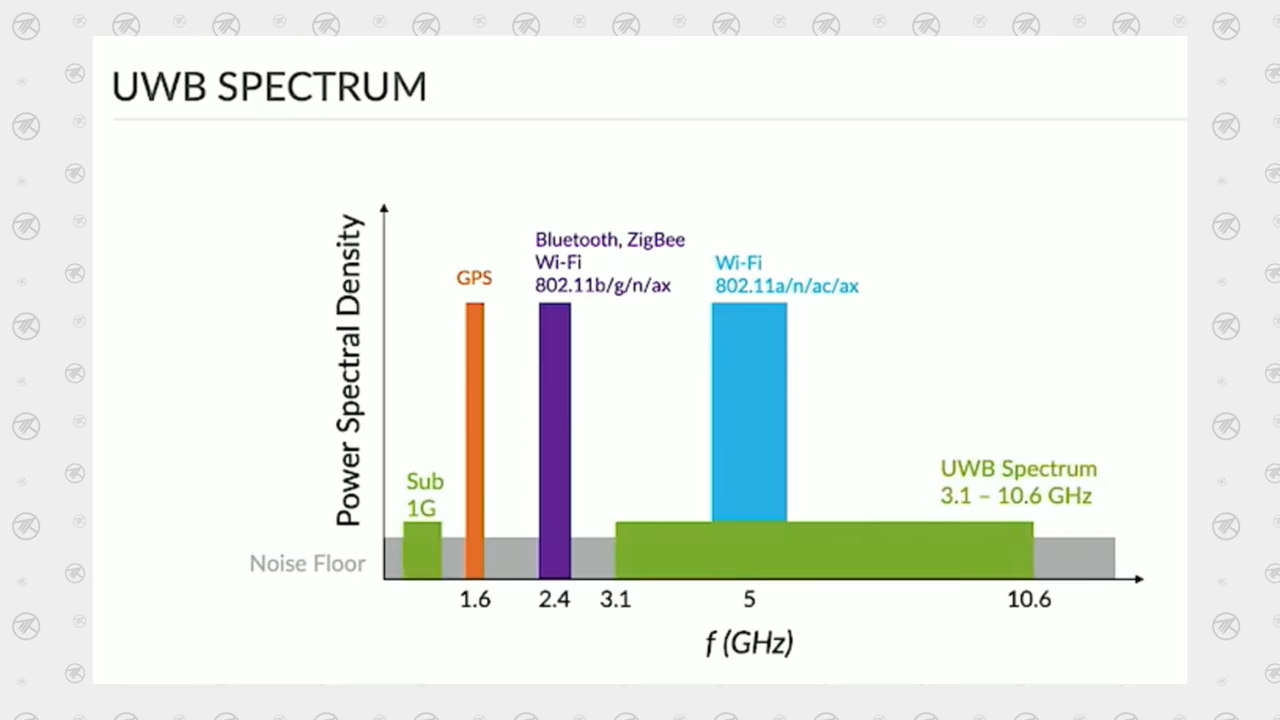 UWB SPECTRUM
Power Spectral Density
Bluetooth, ZigBee
Wi-Fi
802.11b/g/n/ax
Wi-Fi
802.11a/n/ac/ax
GPS
Sub
1G
UWB Spectrum
3.1 – 10.6 GHz
Noise Floor
1.6 2.4 3.1 5 10.6
f (GHz)